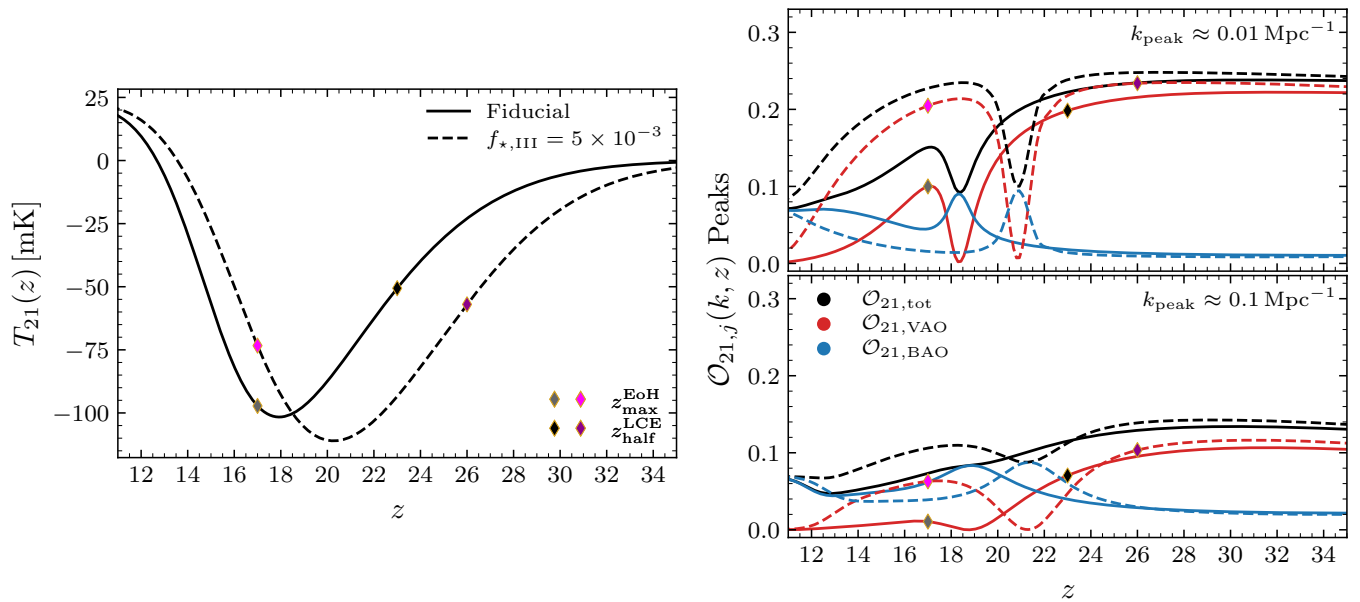 25
0
−25
−50
−75
−100
T₂₁(z) [mK]
Fiducial
f⋆,III = 5 × 10⁻³
z^EoH_max
z^LCE_half
12 14 16 18 20 22 24 26 28 30 32 34
z
0.3
0.2
0.1
0.0
k_peak ≈ 0.01 Mpc⁻¹
𝒪₂₁,ⱼ(k, z) Peaks
0.3
0.2
0.1
0.0
𝒪₂₁,tot
𝒪₂₁,VAO
𝒪₂₁,BAO
k_peak ≈ 0.1 Mpc⁻¹
12 14 16 18 20 22 24 26 28 30 32 34
z